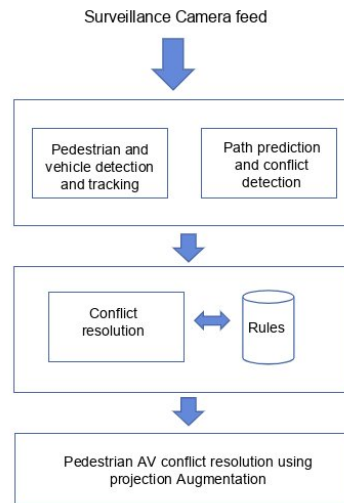 Surveillance Camera feed
Pedestrian and
vehicle detection
and tracking
Path prediction
and conflict
detection
Conflict
resolution
Rules
Pedestrian AV conflict resolution using
projection Augmentation